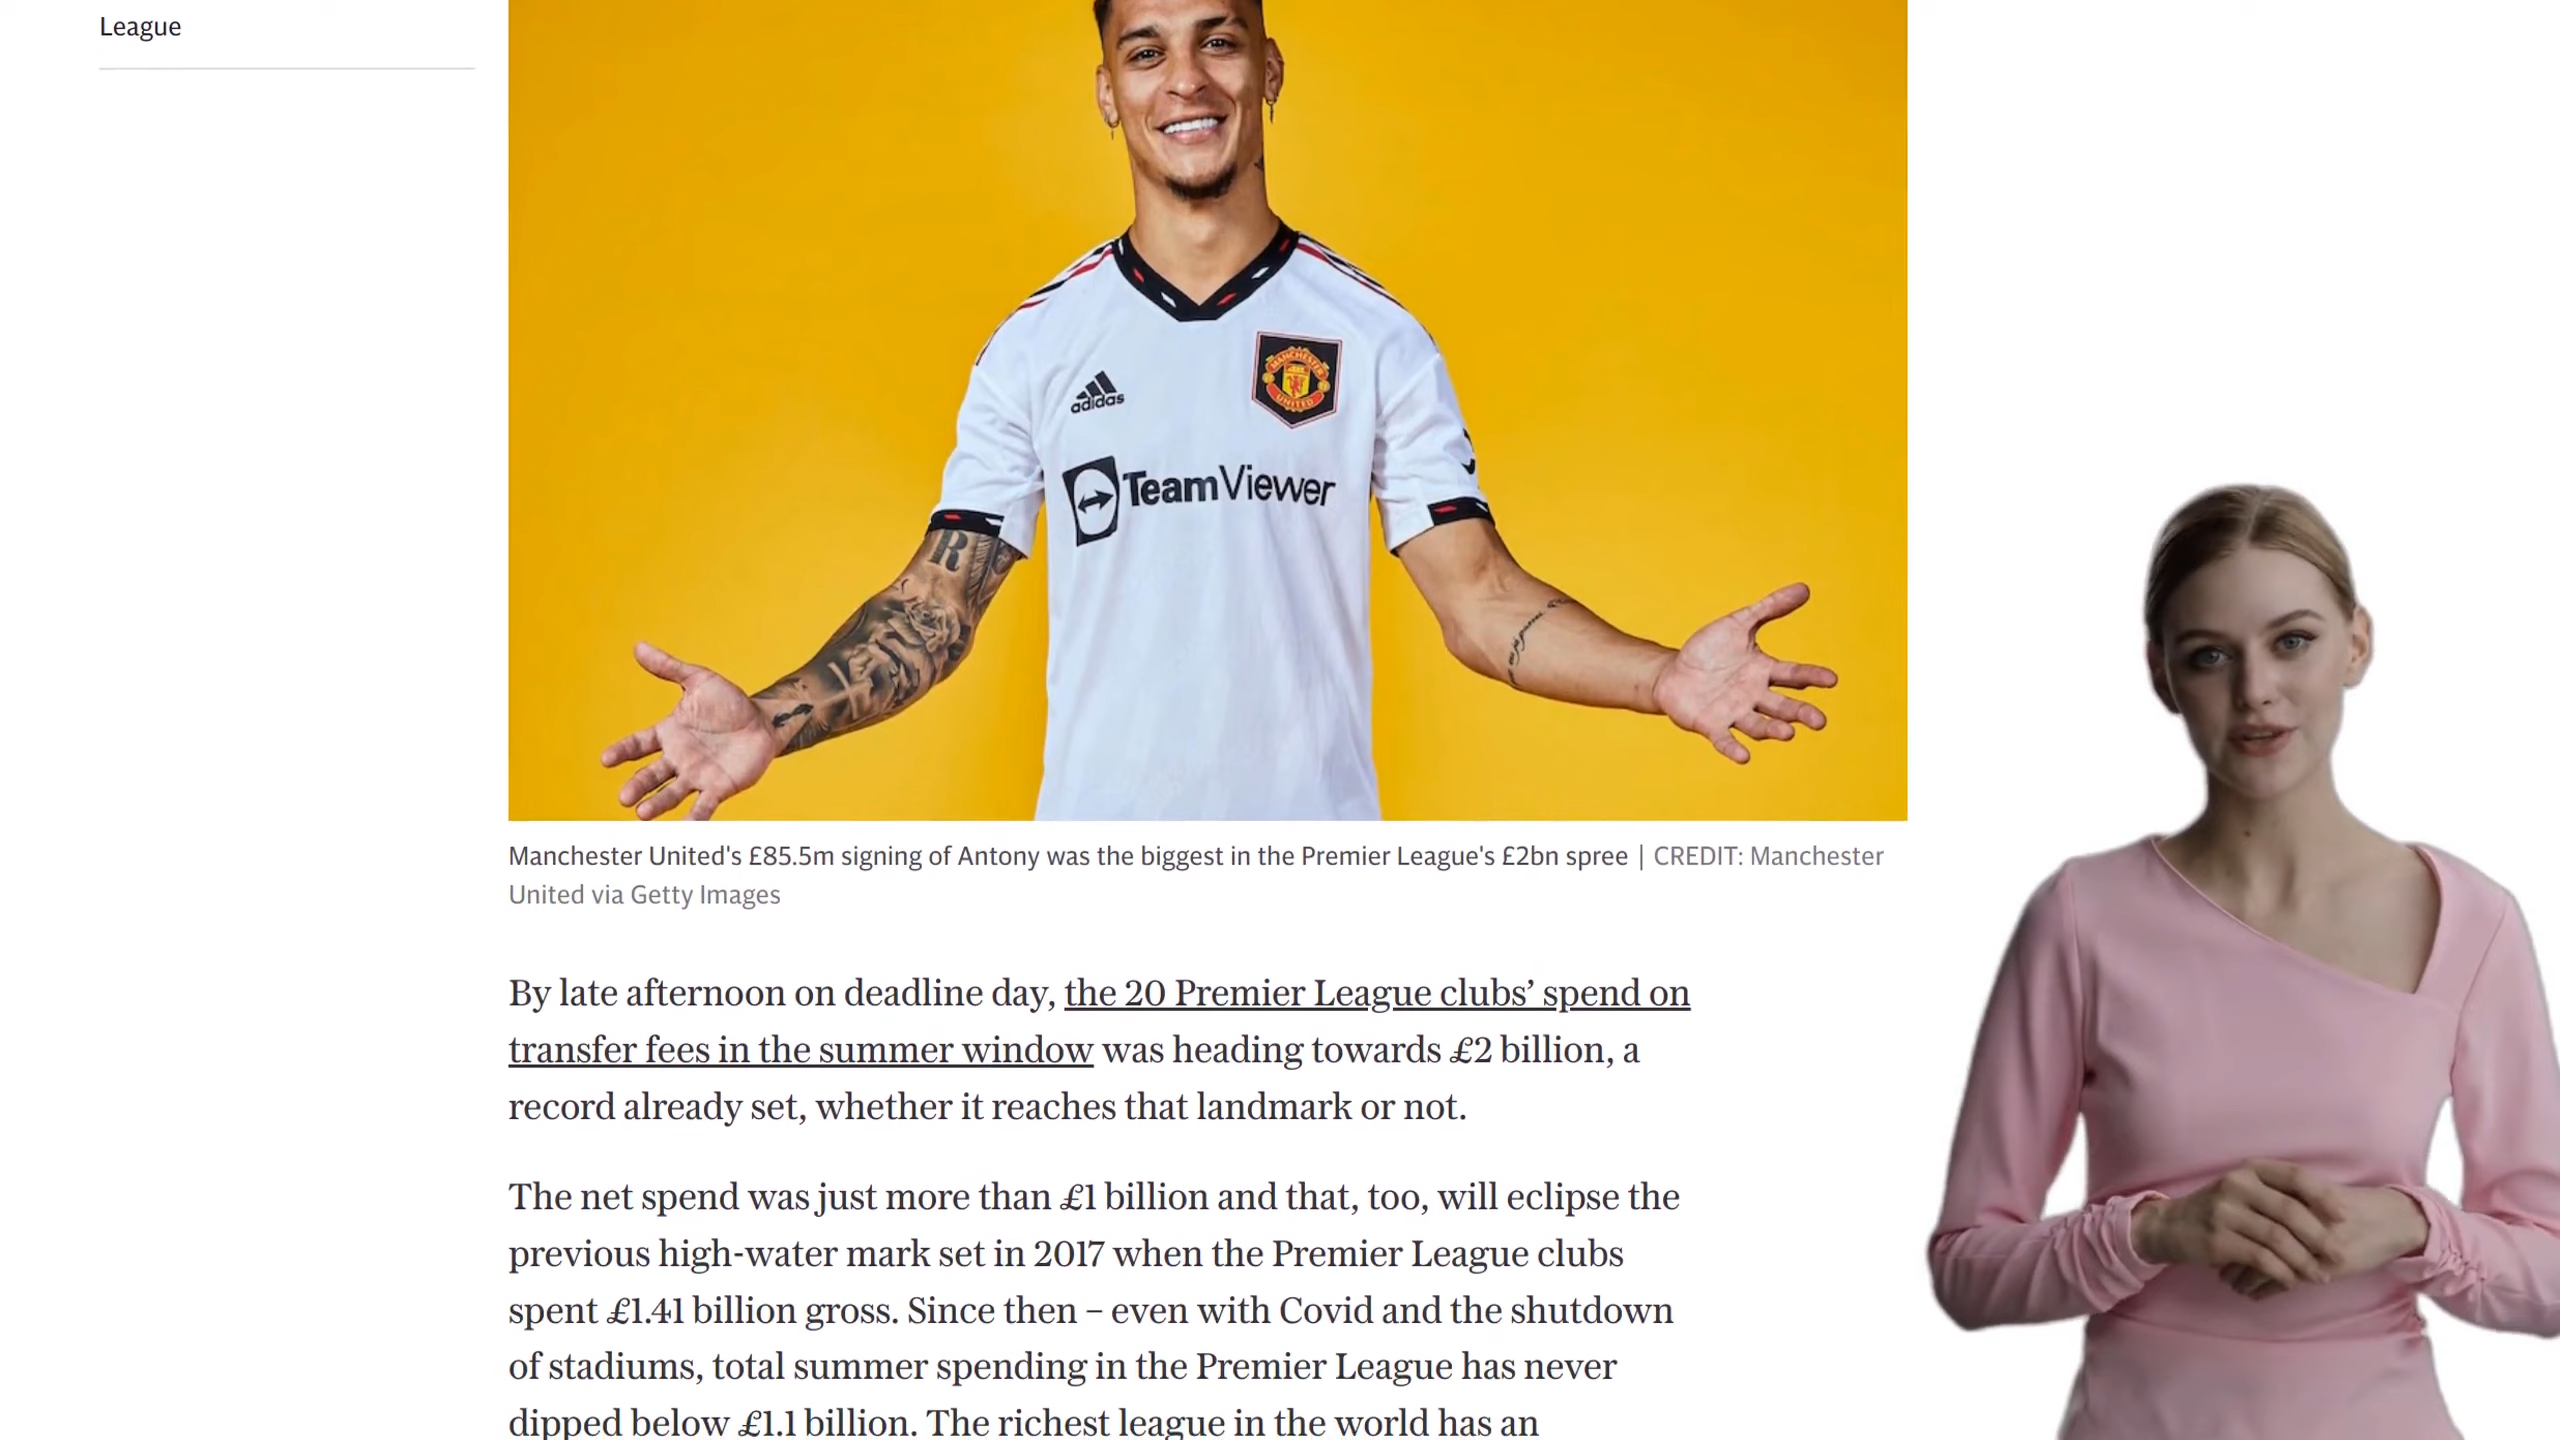 League
MANCHESTER
UNITED
adidas
TeamViewer
R
Manchester United's £85.5m signing of Antony was the biggest in the Premier League's £2bn spree | CREDIT: Manchester
United via Getty Images
By late afternoon on deadline day, the 20 Premier League clubs’ spend on
transfer fees in the summer window was heading towards £2 billion, a
record already set, whether it reaches that landmark or not.
The net spend was just more than £1 billion and that, too, will eclipse the
previous high-water mark set in 2017 when the Premier League clubs
spent £1.41 billion gross. Since then – even with Covid and the shutdown
of stadiums, total summer spending in the Premier League has never
dipped below £1.1 billion. The richest league in the world has an